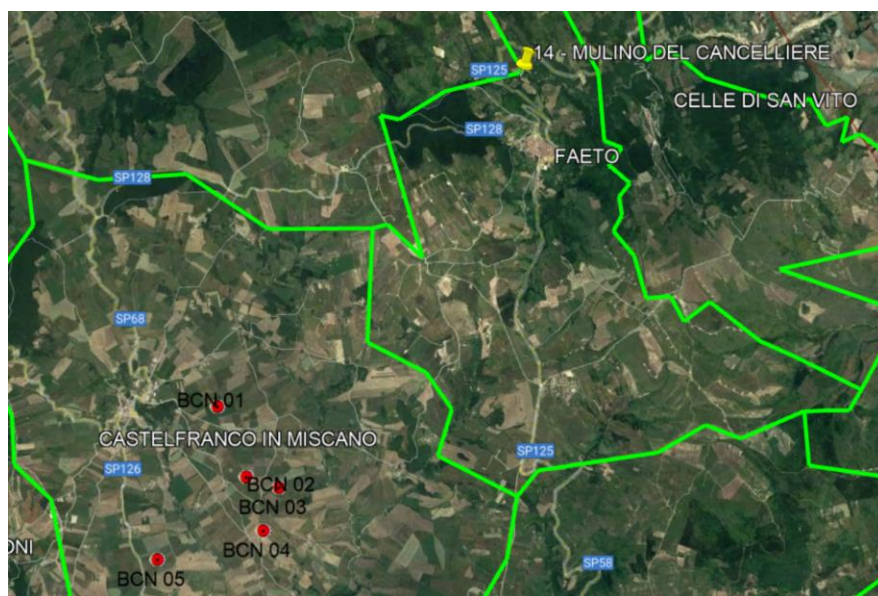 14 - MULINO DEL CANCELLIERE
SP125
CELLE DI SAN VITO
SP128
FAETO
SP128
SP68
BCN 01
CASTELFRANCO IN MISCANO
SP125
SP126
BCN 02
BCN 03
BCN 04
ONI
SP58
BCN 05